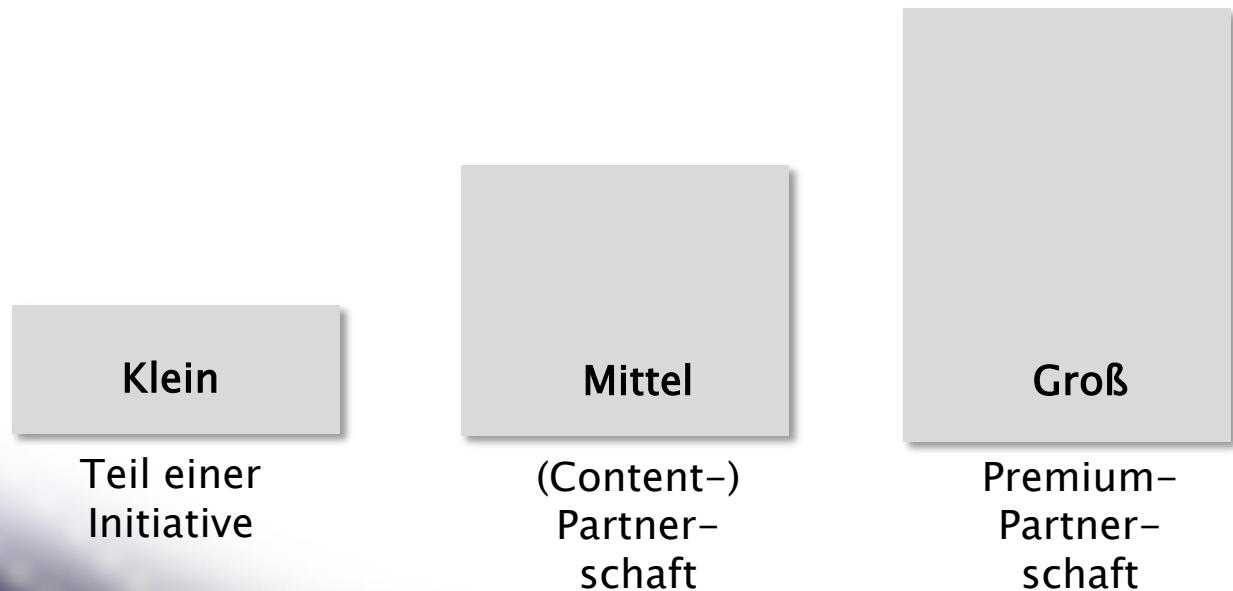 Klein
Teil einer
Initiative
Mittel
(Content-)
Partner-
schaft
Groß
Premium-
Partner-
schaft